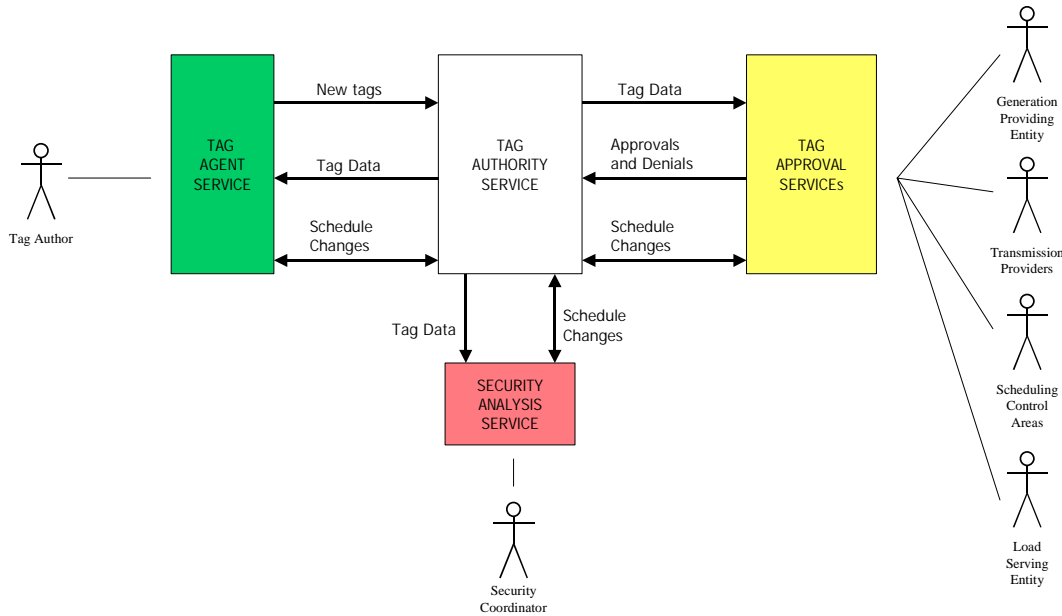 New tags
Tag Data
Generation
Providing
Entity
TAG
AGENT
SERVICE
TAG
AUTHORITY
SERVICE
TAG
APPROVAL
SERVICEs
Tag Data
Approvals
and Denials
Tag Author
Schedule
Changes
Schedule
Changes
Transmission
Providers
Tag Data
Schedule
Changes
SECURITY
ANALYSIS
SERVICE
Scheduling
Control
Areas
Security
Coordinator
Load
Serving
Entity